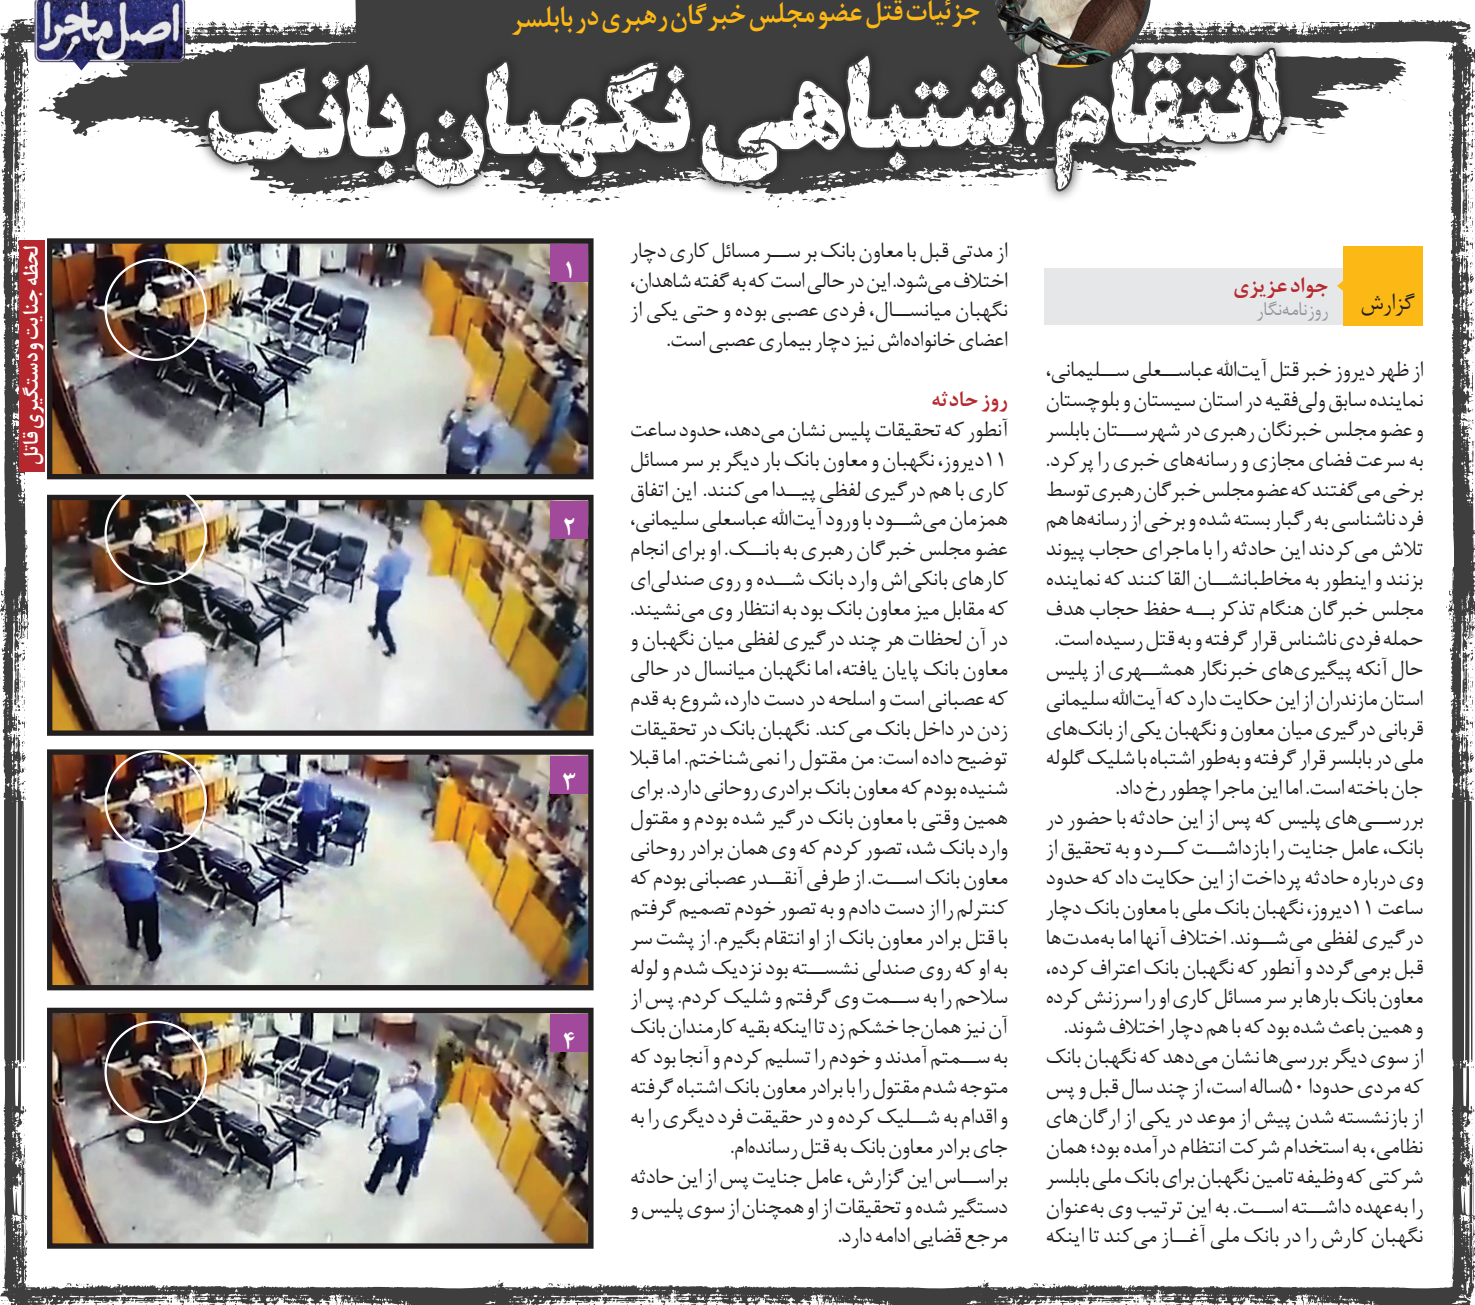 جزئیات قتل عضو مجلس خبرگان رهبری در بابلسر
اصل ماجرا
انتقام اشتباهی نگهبان بانک
گزارش
جواد عزیزی
روزنامه‌نگار
از ظهر دیروز خبر قتل آیت‌الله عباسعلی سلیمانی،
نماینده سابق ولی‌فقیه در استان سیستان و بلوچستان
و عضو مجلس خبرنگان رهبری در شهرستان بابلسر
به سرعت فضای مجازی و رسانه‌های خبری را پر کرد.
برخی می‌گفتند که عضو مجلس خبرگان رهبری توسط
فرد ناشناسی به رگبار بسته شده و برخی از رسانه‌ها هم
تلاش می‌کردند این حادثه را با ماجرای حجاب پیوند
بزنند و اینطور به مخاطبانشان القا کنند که نماینده
مجلس خبرگان هنگام تذکر به حفظ حجاب هدف
حمله فردی ناشناس قرار گرفته و به قتل رسیده است.
حال آنکه پیگیری‌های خبرنگار همشهری از پلیس
استان مازندران از این حکایت دارد که آیت‌الله سلیمانی
قربانی درگیری میان معاون و نگهبان یکی از بانک‌های
ملی در بابلسر قرار گرفته و به‌طور اشتباه با شلیک گلوله
جان باخته است. اما این ماجرا چطور رخ داد.
بررسی‌های پلیس که پس از این حادثه با حضور در
بانک، عامل جنایت را بازداشت کرد و به تحقیق از
وی درباره حادثه پرداخت از این حکایت داد که حدود
ساعت ۱۱دیروز، نگهبان بانک ملی با معاون بانک دچار
درگیری لفظی می‌شوند. اختلاف آنها اما به‌مدت‌ها
قبل برمی‌گردد و آنطور که نگهبان بانک اعتراف کرده،
معاون بانک بارها بر سر مسائل کاری او را سرزنش کرده
و همین باعث شده بود که با هم دچار اختلاف شوند.
از سوی دیگر بررسی‌ها نشان می‌دهد که نگهبان بانک
که مردی حدودا ۵۰ساله است، از چند سال قبل و پس
از بازنشسته شدن پیش از موعد در یکی از ارگان‌های
نظامی، به استخدام شرکت انتظام درآمده بود؛ همان
شرکتی که وظیفه تامین نگهبان برای بانک ملی بابلسر
را به‌عهده داشته است. به این ترتیب وی به‌عنوان
نگهبان کارش را در بانک ملی آغاز می‌کند تا اینکه
از مدتی قبل با معاون بانک بر سر مسائل کاری دچار
اختلاف می‌شود. این در حالی است که به گفته شاهدان،
نگهبان میانسال، فردی عصبی بوده و حتی یکی از
اعضای خانواده‌اش نیز دچار بیماری عصبی است.
روز حادثه
آنطور که تحقیقات پلیس نشان می‌دهد، حدود ساعت
۱۱دیروز، نگهبان و معاون بانک بار دیگر بر سر مسائل
کاری با هم درگیری لفظی پیدا می‌کنند. این اتفاق
همزمان می‌شود با ورود آیت‌الله عباسعلی سلیمانی،
عضو مجلس خبرگان رهبری به بانک. او برای انجام
کارهای بانکی‌اش وارد بانک شده و روی صندلی‌ای
که مقابل میز معاون بانک بود به انتظار وی می‌نشیند.
در آن لحظات هر چند درگیری لفظی میان نگهبان و
معاون بانک پایان یافته، اما نگهبان میانسال در حالی
که عصبانی است و اسلحه در دست دارد، شروع به قدم
زدن در داخل بانک می‌کند. نگهبان بانک در تحقیقات
توضیح داده است: من مقتول را نمی‌شناختم. اما قبلا
شنیده بودم که معاون بانک برادری روحانی دارد. برای
همین وقتی با معاون بانک درگیر شده بودم و مقتول
وارد بانک شد، تصور کردم که وی همان برادر روحانی
معاون بانک است. از طرفی آنقدر عصبانی بودم که
کنترلم را از دست دادم و به تصور خودم تصمیم گرفتم
با قتل برادر معاون بانک از او انتقام بگیرم. از پشت سر
به او که روی صندلی نشسته بود نزدیک شدم و لوله
سلاحم را به سمت وی گرفتم و شلیک کردم. پس از
آن نیز همان‌جا خشکم زد تا اینکه بقیه کارمندان بانک
به سمتم آمدند و خودم را تسلیم کردم و آنجا بود که
متوجه شدم مقتول را با برادر معاون بانک اشتباه گرفته
و اقدام به شلیک کرده و در حقیقت فرد دیگری را به
جای برادر معاون بانک به قتل رسانده‌ام.
براساس این گزارش، عامل جنایت پس از این حادثه
دستگیر شده و تحقیقات از او همچنان از سوی پلیس و
مرجع قضایی ادامه دارد.
لحظه جنایت و دستگیری قاتل
۱
۲
۳
۴